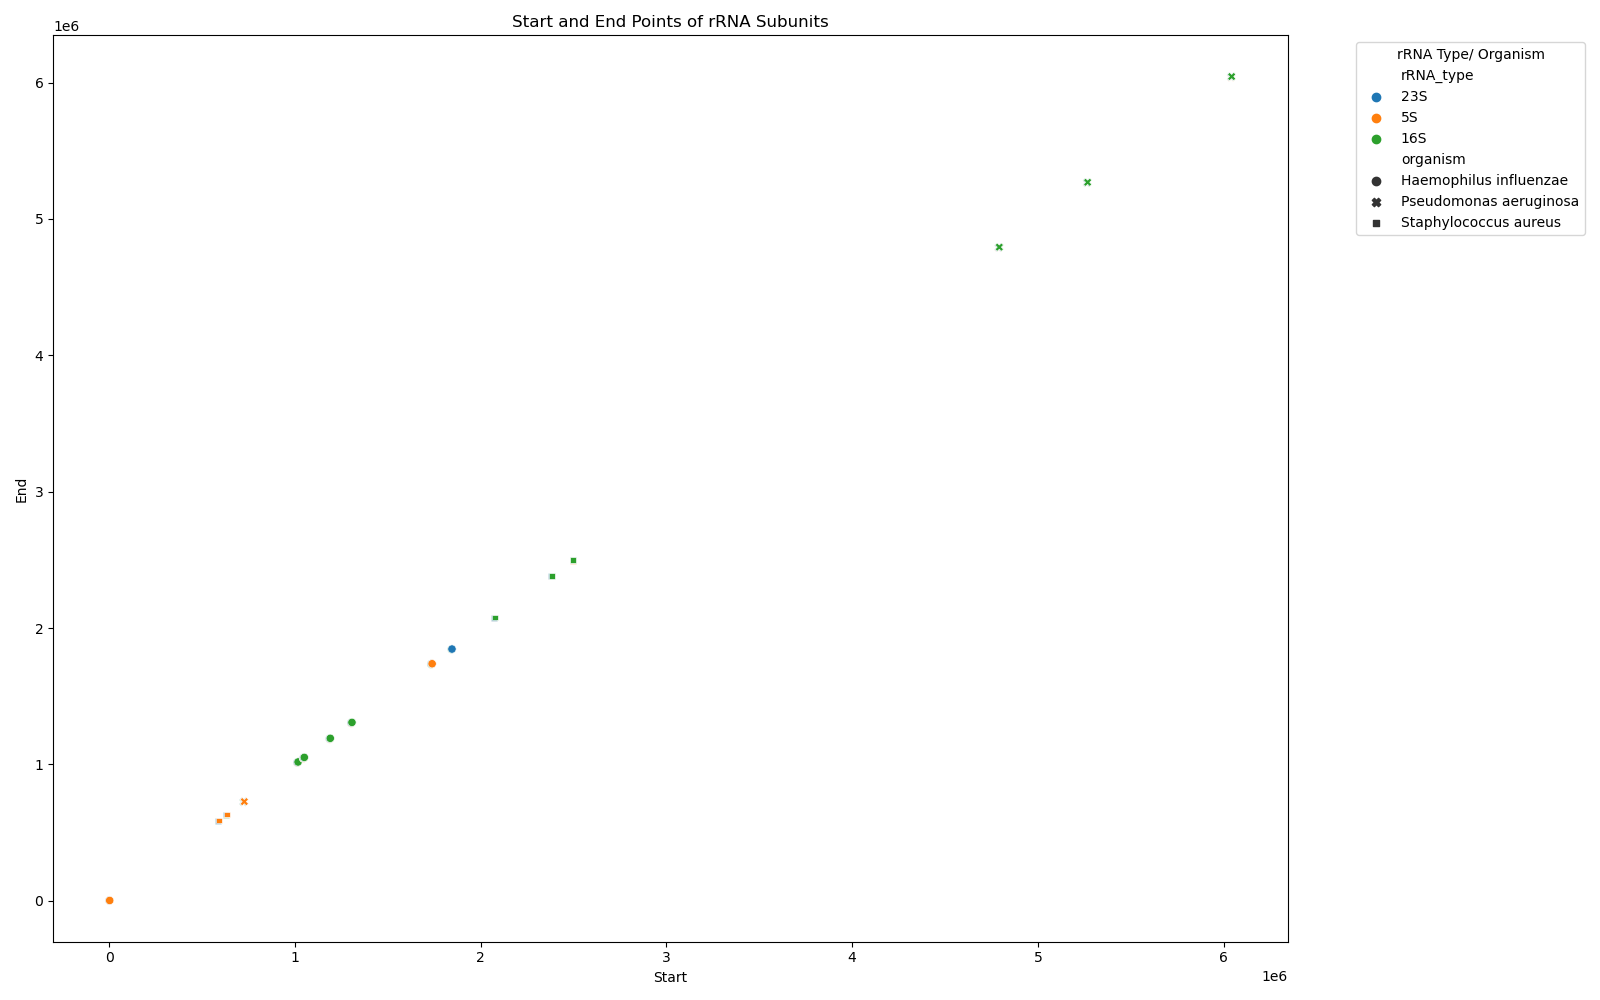 Start and End Points of rRNA Subunits
1e6
6
5
4
3
2
1
0
End
0 1 2 3 4 5 6
Start
1e6
rRNA Type/ Organism
rRNA_type
23S
5S
16S
organism
Haemophilus influenzae
Pseudomonas aeruginosa
Staphylococcus aureus